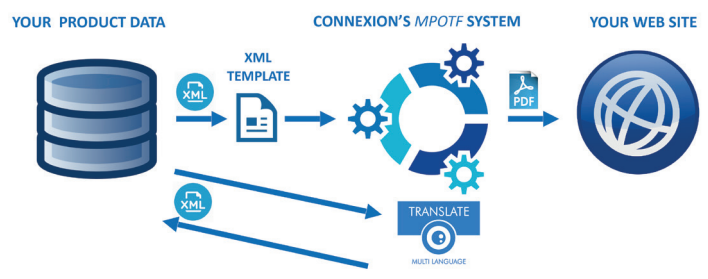 YOUR PRODUCT DATA
CONNEXION'S MPOTF SYSTEM
YOUR WEB SITE
XML
TEMPLATE
XML
PDF
XML
TRANSLATE
MULTI LANGUAGE